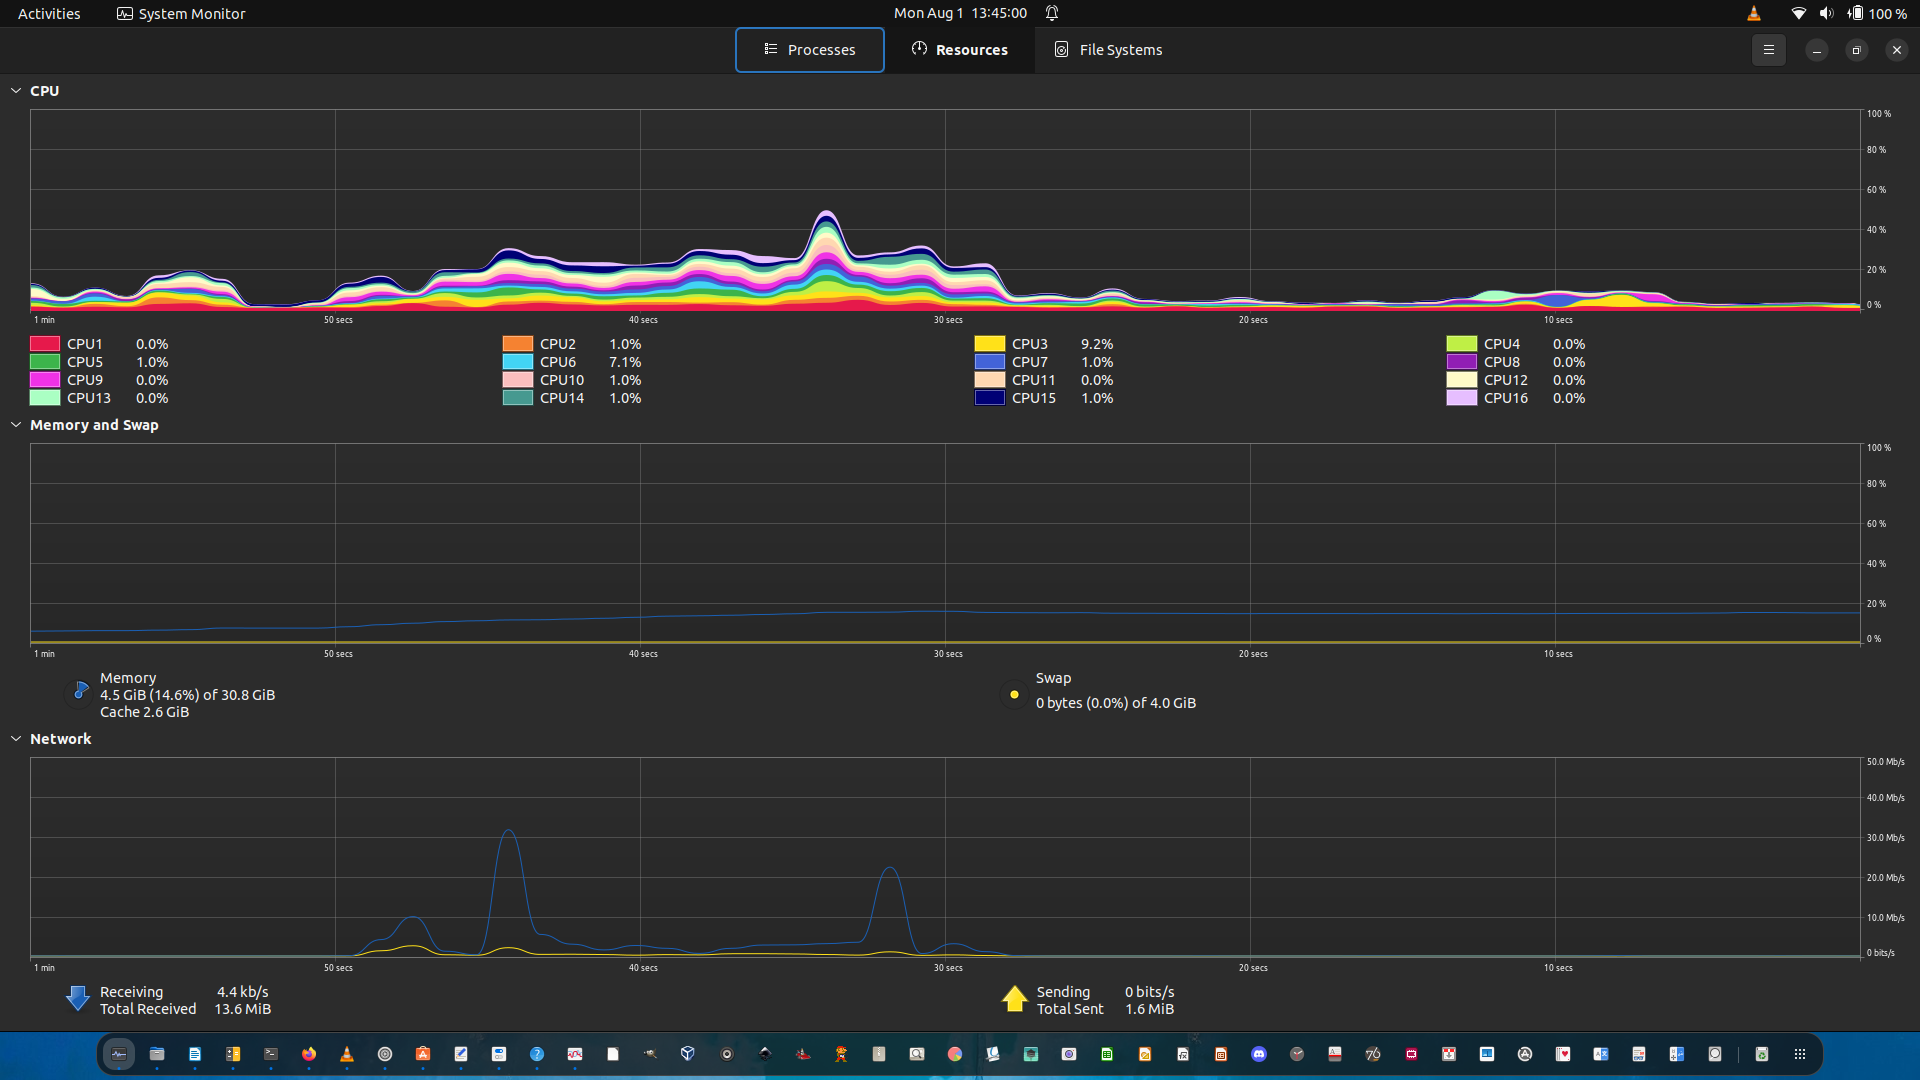 Activities System Monitor Mon Aug 1 13:45:00 100 %
Processes Resources File Systems
CPU
100 %
80 %
60 %
40 %
20 %
0 %
1 min 50 secs 40 secs 30 secs 20 secs 10 secs
CPU1 0.0% CPU2 1.0% CPU3 9.2% CPU4 0.0%
CPU5 1.0% CPU6 7.1% CPU7 1.0% CPU8 0.0%
CPU9 0.0% CPU10 1.0% CPU11 0.0% CPU12 0.0%
CPU13 0.0% CPU14 1.0% CPU15 1.0% CPU16 0.0%
Memory and Swap
100 %
80 %
60 %
40 %
20 %
0 %
1 min 50 secs 40 secs 30 secs 20 secs 10 secs
Memory
4.5 GiB (14.6%) of 30.8 GiB
Cache 2.6 GiB
Swap
0 bytes (0.0%) of 4.0 GiB
Network
50.0 Mb/s
40.0 Mb/s
30.0 Mb/s
20.0 Mb/s
10.0 Mb/s
0 bits/s
1 min 50 secs 40 secs 30 secs 20 secs 10 secs
Receiving 4.4 kb/s
Total Received 13.6 MiB
Sending 0 bits/s
Total Sent 1.6 MiB
76